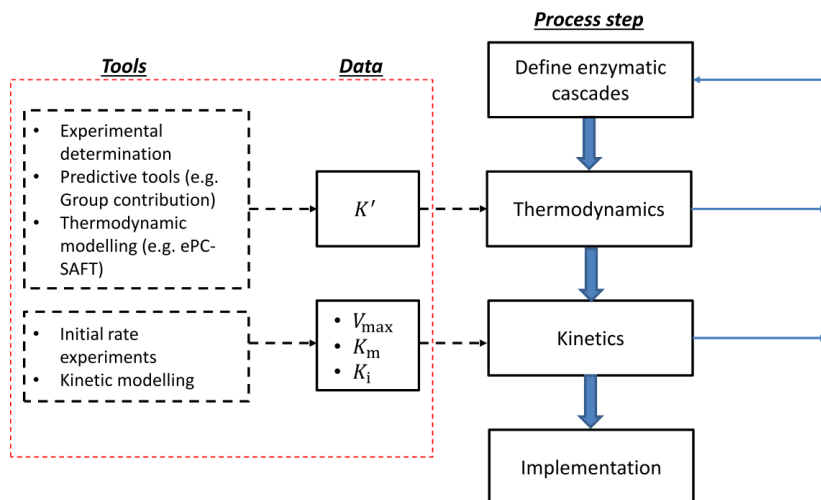 Process step
Tools
Data
Define enzymatic
cascades
• Experimental
determination
• Predictive tools (e.g.
Group contribution)
• Thermodynamic
modelling (e.g. ePC-
SAFT)
K′
Thermodynamics
• Initial rate
experiments
• Kinetic modelling
• Vmax
• Km
• Ki
Kinetics
Implementation